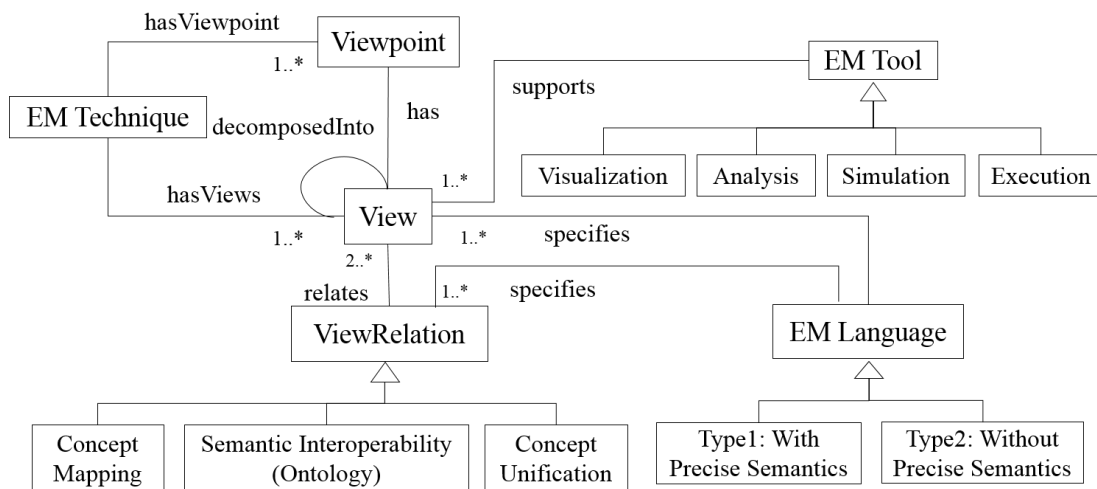 hasViewpoint
Viewpoint
1..*
EM Tool
supports
EM Technique
decomposedInto
has
Visualization
Analysis
Simulation
Execution
hasViews
1..*
View
1..*
1..*
specifies
2..*
relates
1..*
specifies
ViewRelation
EM Language
Concept
Mapping
Semantic Interoperability
(Ontology)
Concept
Unification
Type1: With
Precise Semantics
Type2: Without
Precise Semantics